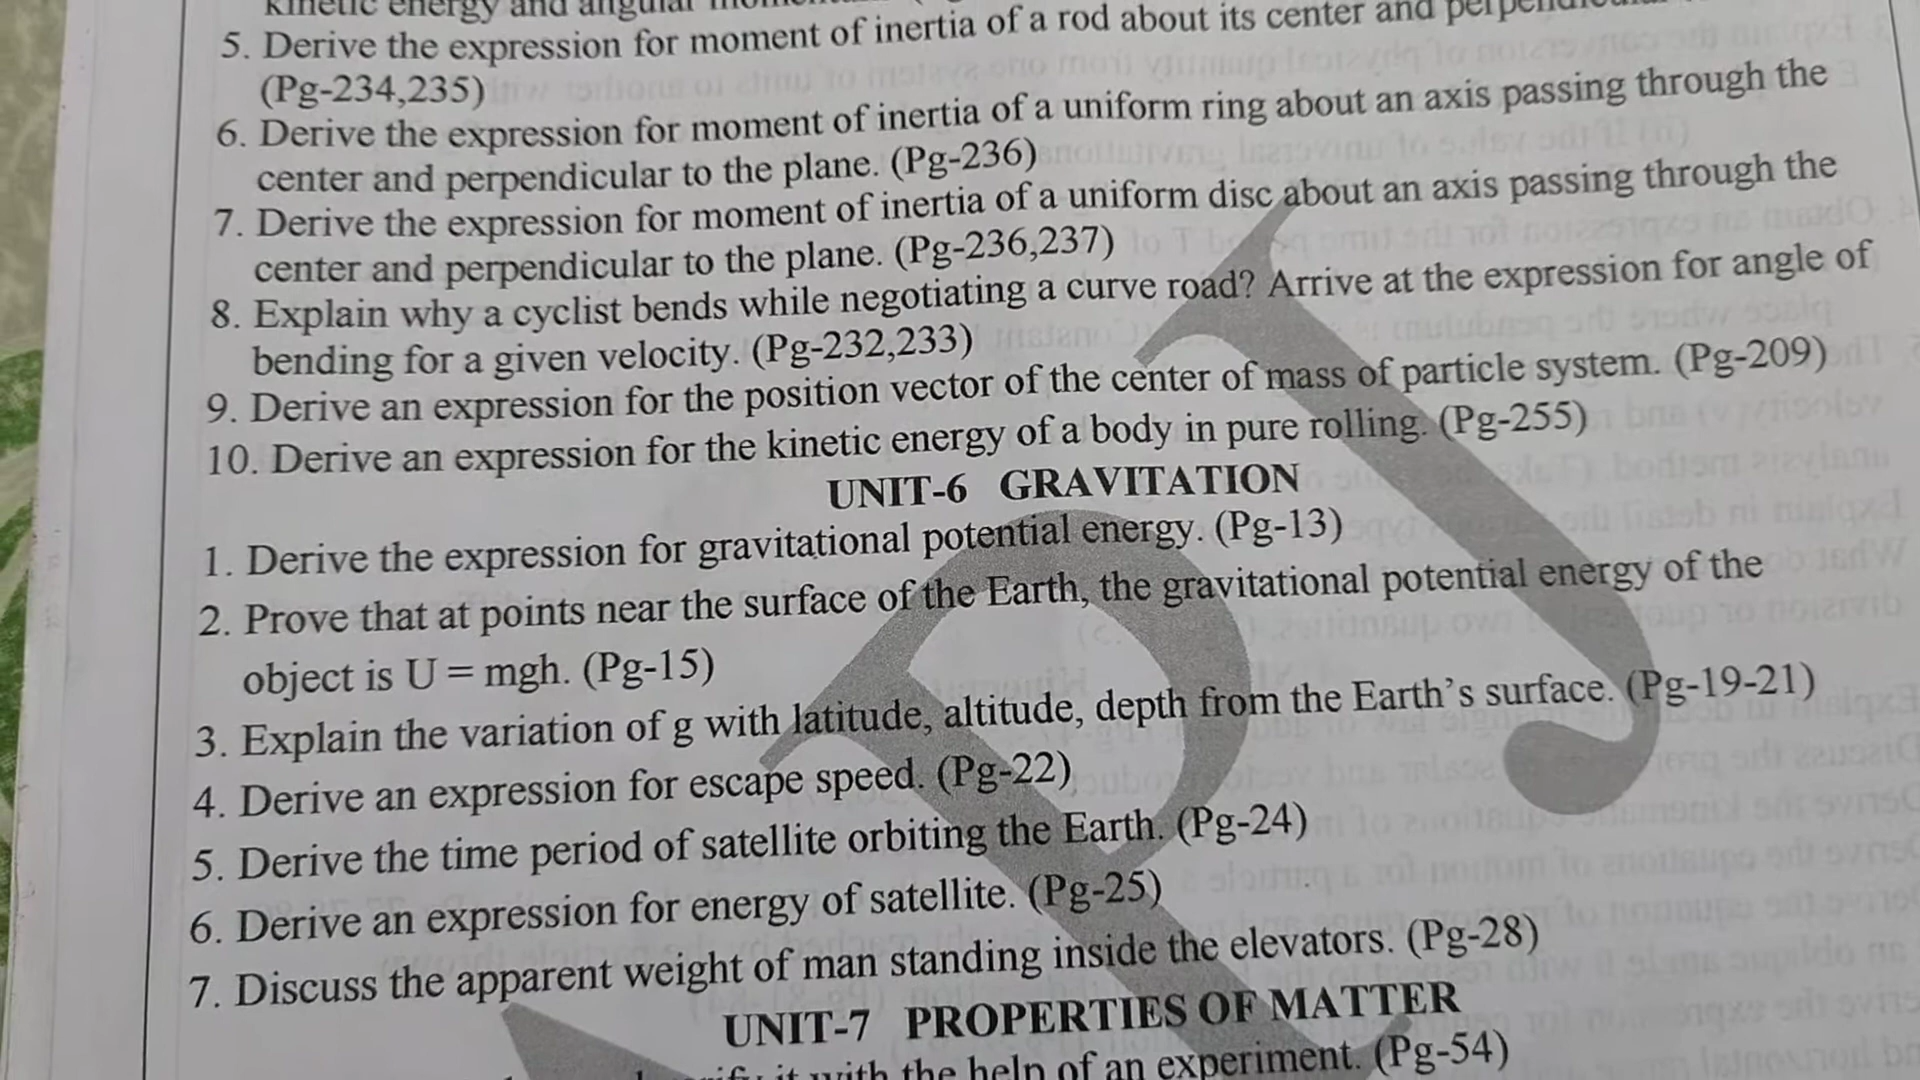 kinetic energy and angular
5. Derive the expression for moment of inertia of a rod about its center and perpendicular
(Pg-234,235)
6. Derive the expression for moment of inertia of a uniform ring about an axis passing through the
center and perpendicular to the plane. (Pg-236)
7. Derive the expression for moment of inertia of a uniform disc about an axis passing through the
center and perpendicular to the plane. (Pg-236,237)
8. Explain why a cyclist bends while negotiating a curve road? Arrive at the expression for angle of
bending for a given velocity. (Pg-232,233)
9. Derive an expression for the position vector of the center of mass of particle system. (Pg-209)
10. Derive an expression for the kinetic energy of a body in pure rolling. (Pg-255)
UNIT-6 GRAVITATION
1. Derive the expression for gravitational potential energy. (Pg-13)
2. Prove that at points near the surface of the Earth, the gravitational potential energy of the
object is U = mgh. (Pg-15)
3. Explain the variation of g with latitude, altitude, depth from the Earth's surface. (Pg-19-21)
4. Derive an expression for escape speed. (Pg-22)
5. Derive the time period of satellite orbiting the Earth. (Pg-24)
6. Derive an expression for energy of satellite. (Pg-25)
7. Discuss the apparent weight of man standing inside the elevators. (Pg-28)
UNIT-7 PROPERTIES OF MATTER
it with the help of an experiment. (Pg-54)